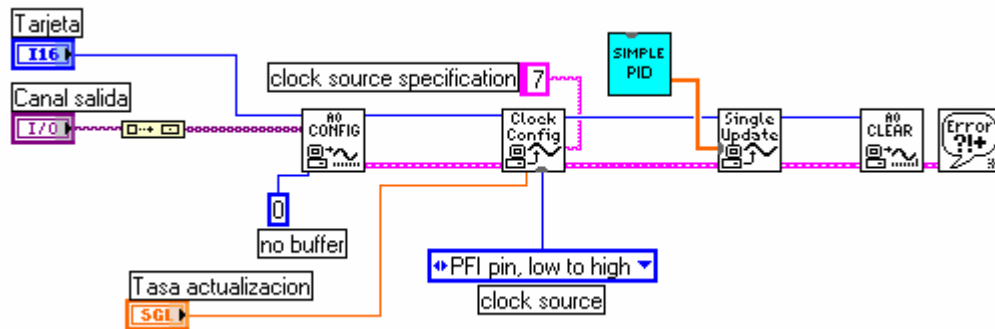 Tarjeta
I16
SIMPLE
PID
clock source specification
7
Canal salida
I/O
AO
CONFIG
Clock
Config
Single
Update
AO
CLEAR
Error
?!+
0
no buffer
PFI pin, low to high
clock source
Tasa actualizacion
SGL